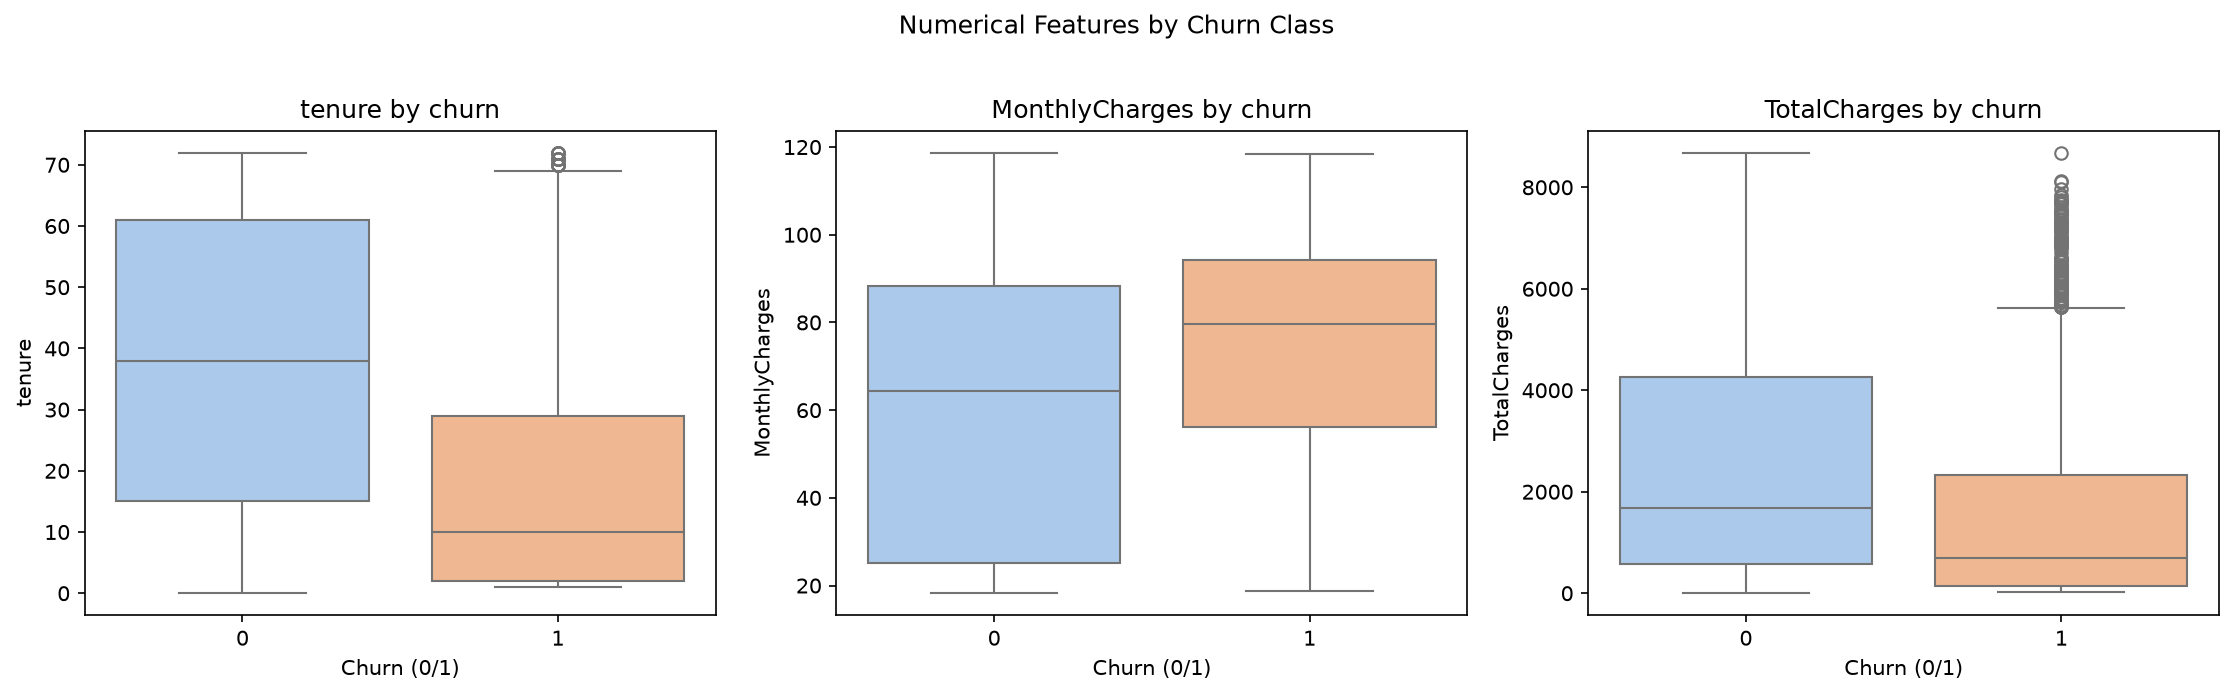 Numerical Features by Churn Class
tenure by churn
tenure
70
60
50
40
30
20
10
0
0
1
Churn (0/1)
MonthlyCharges by churn
MonthlyCharges
120
100
80
60
40
20
0
1
Churn (0/1)
TotalCharges by churn
TotalCharges
8000
6000
4000
2000
0
0
1
Churn (0/1)